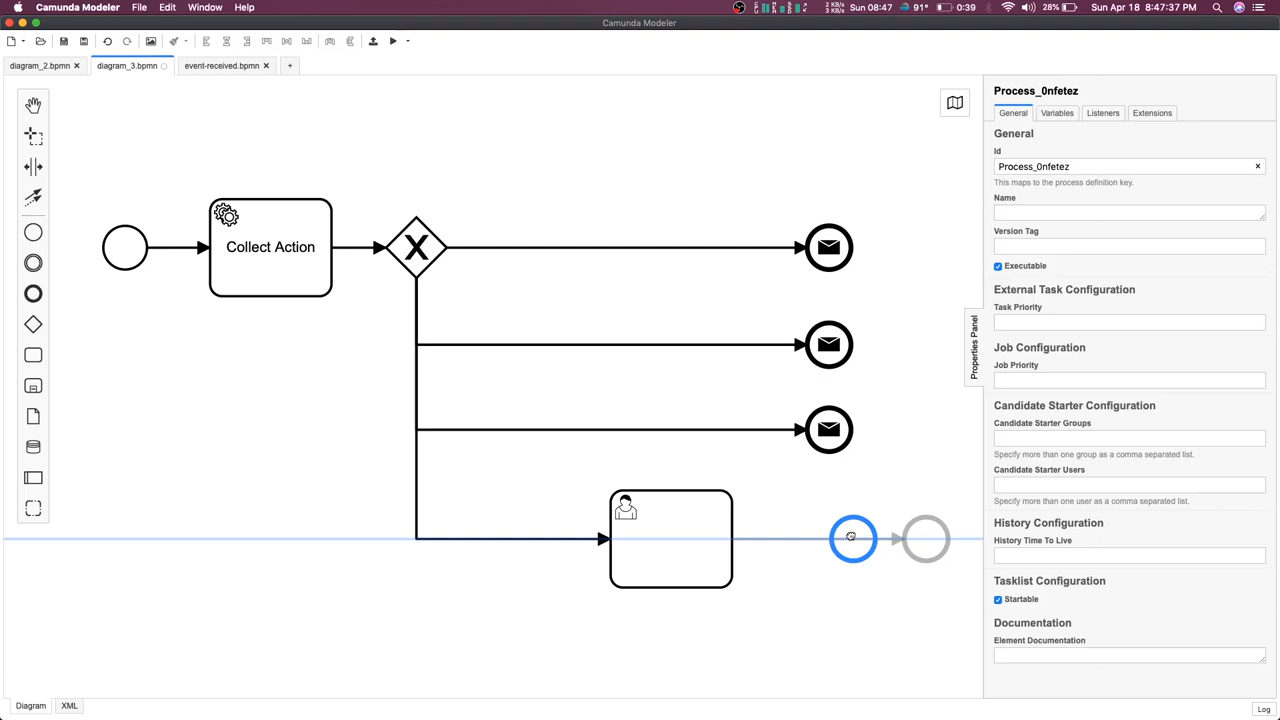 Camunda Modeler File Edit Window Help 2 KB/s 3 KB/s Sun 08:47 91° 0:39 28% Sun Apr 18 8:47:37 PM
Camunda Modeler
diagram_2.bpmn diagram_3.bpmn event-received.bpmn +
Process_0nfetez
General Variables Listeners Extensions
General
Id
Process_0nfetez
This maps to the process definition key.
Name
Version Tag
Executable
External Task Configuration
Task Priority
Job Configuration
Job Priority
Candidate Starter Configuration
Candidate Starter Groups
Specify more than one group as a comma separated list.
Candidate Starter Users
Specify more than one user as a comma separated list.
History Configuration
History Time To Live
Tasklist Configuration
Startable
Documentation
Element Documentation
Properties Panel
Collect Action
Diagram XML
Log